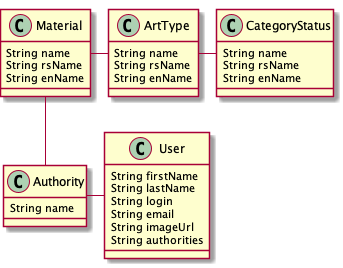 C Material
String name
String rsName
String enName
C ArtType
String name
String rsName
String enName
C CategoryStatus
String name
String rsName
String enName
C Authority
String name
C User
String firstName
String lastName
String login
String email
String imageUrl
String authorities